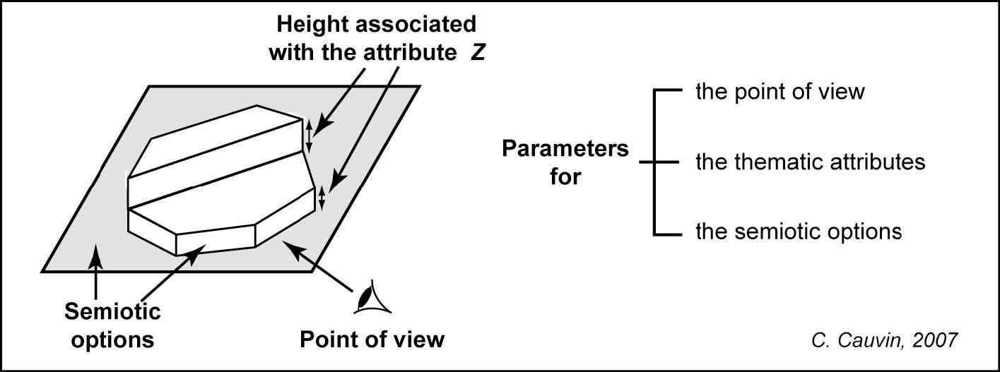 Height associated
with the attribute Z
Semiotic
options
Point of view
Parameters
for
the point of view
the thematic attributes
the semiotic options
C. Cauvin, 2007